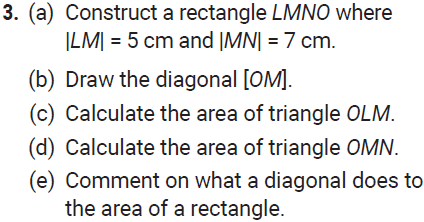 3. (a) Construct a rectangle LMNO where
|LM| = 5 cm and |MN| = 7 cm.
(b) Draw the diagonal [OM].
(c) Calculate the area of triangle OLM.
(d) Calculate the area of triangle OMN.
(e) Comment on what a diagonal does to
the area of a rectangle.